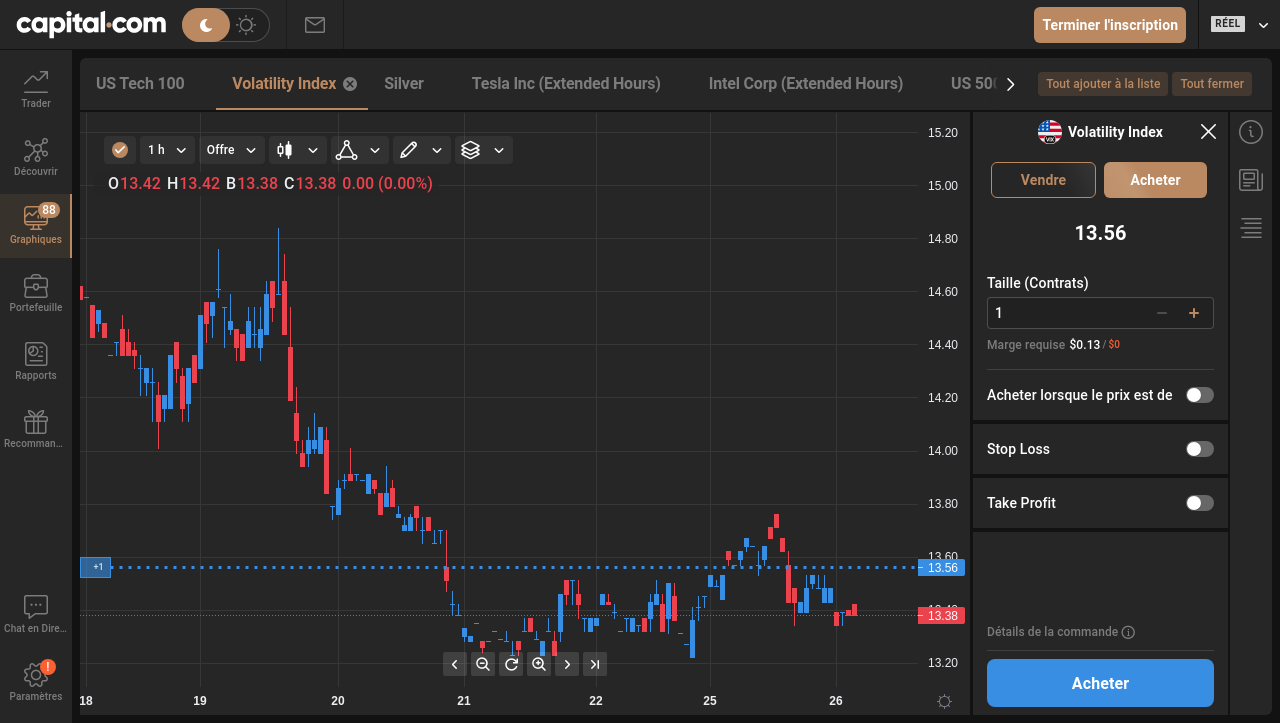 capital.com
Terminer l'inscription
RÉEL
Trader
Découvrir
88
Graphiques
Portefeuille
Rapports
Recomman...
Chat en Dire...
!
Paramètres
US Tech 100
Volatility Index
Silver
Tesla Inc (Extended Hours)
Intel Corp (Extended Hours)
US 500
Tout ajouter à la liste
Tout fermer
1 h
Offre
O13.42 H13.42 B13.38 C13.38 0.00 (0.00%)
15.20
15.00
14.80
14.60
14.40
14.20
14.00
13.80
13.60
13.56
13.40
13.38
13.20
+1
18 19 20 21 22 25 26
VIX
Volatility Index
Vendre
Acheter
13.56
Taille (Contrats)
1
Marge requise $0.13 / $0
Acheter lorsque le prix est de
Stop Loss
Take Profit
Détails de la commande
Acheter